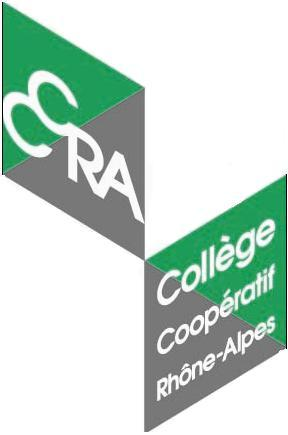 CCRA
Collège
Coopératif
Rhône-Alpes